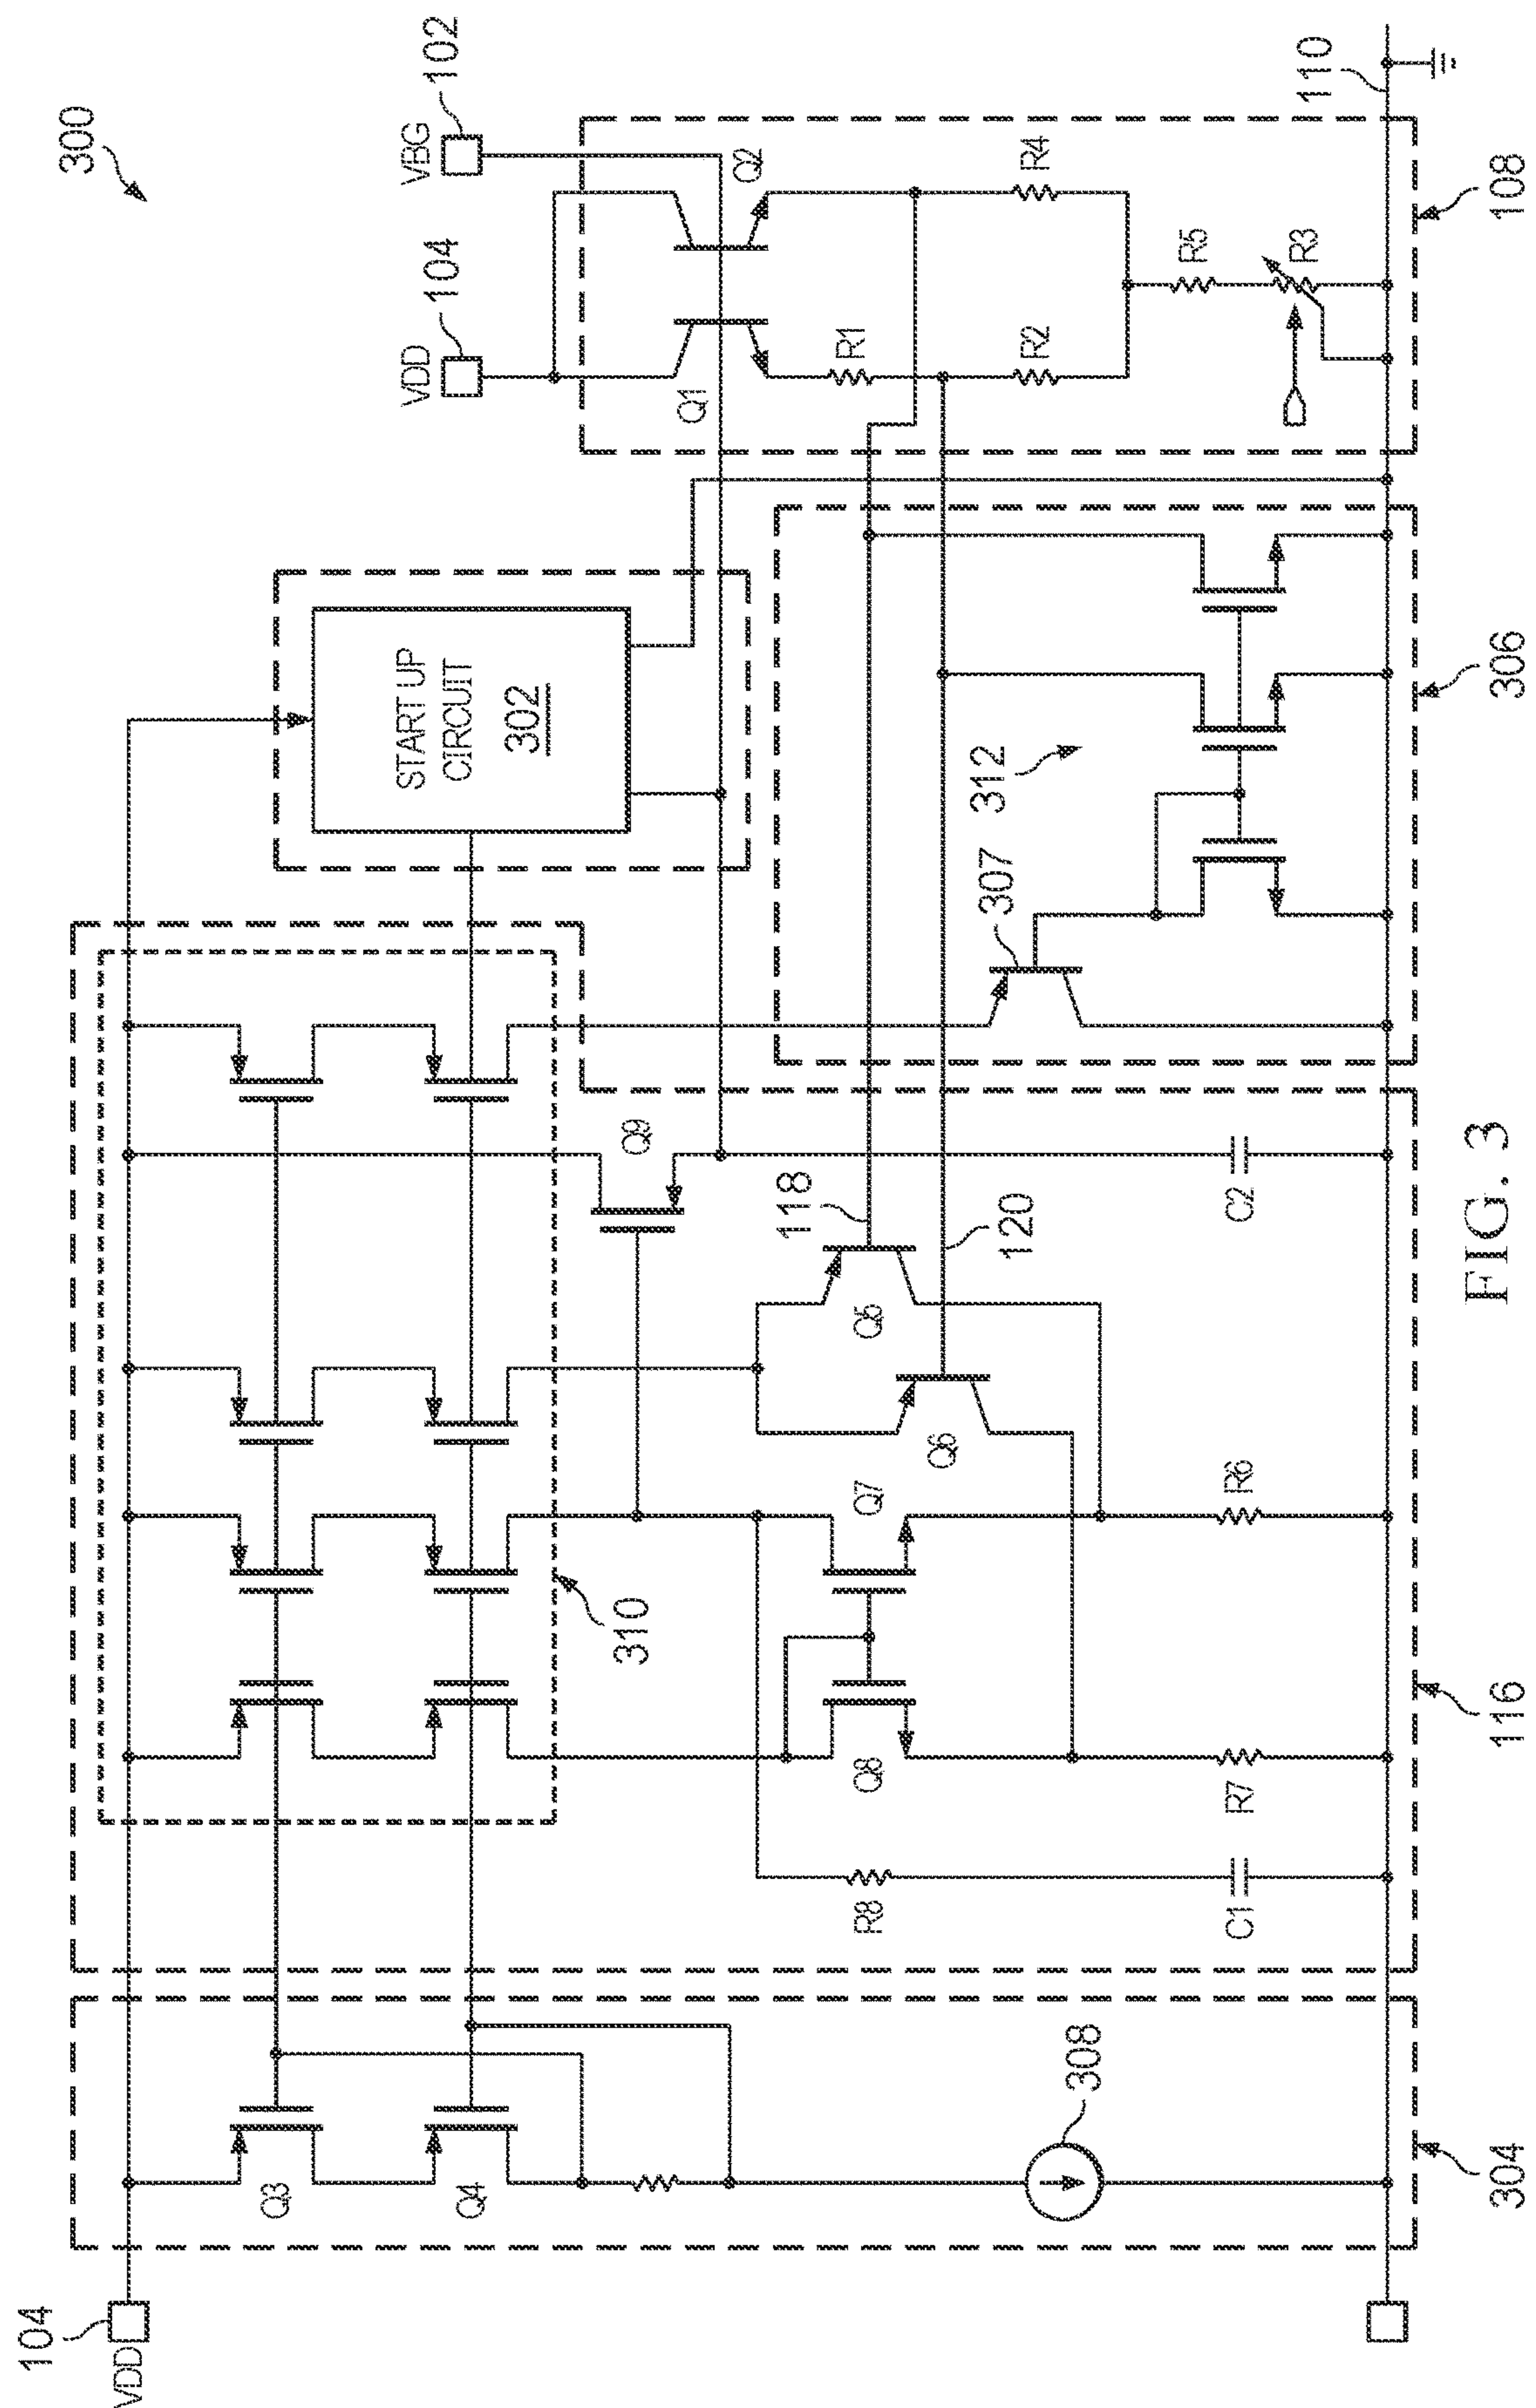 300
104
VDD
VDD
104
VBG
102
START UP
CIRCUIT
302
Q3
Q4
310
Q9
Q1
Q2
118
120
Q5
Q6
Q7
Q8
307
312
R1
R2
R4
R5
R3
R6
R7
R8
C1
C2
308
110
304
116
306
108
FIG. 3